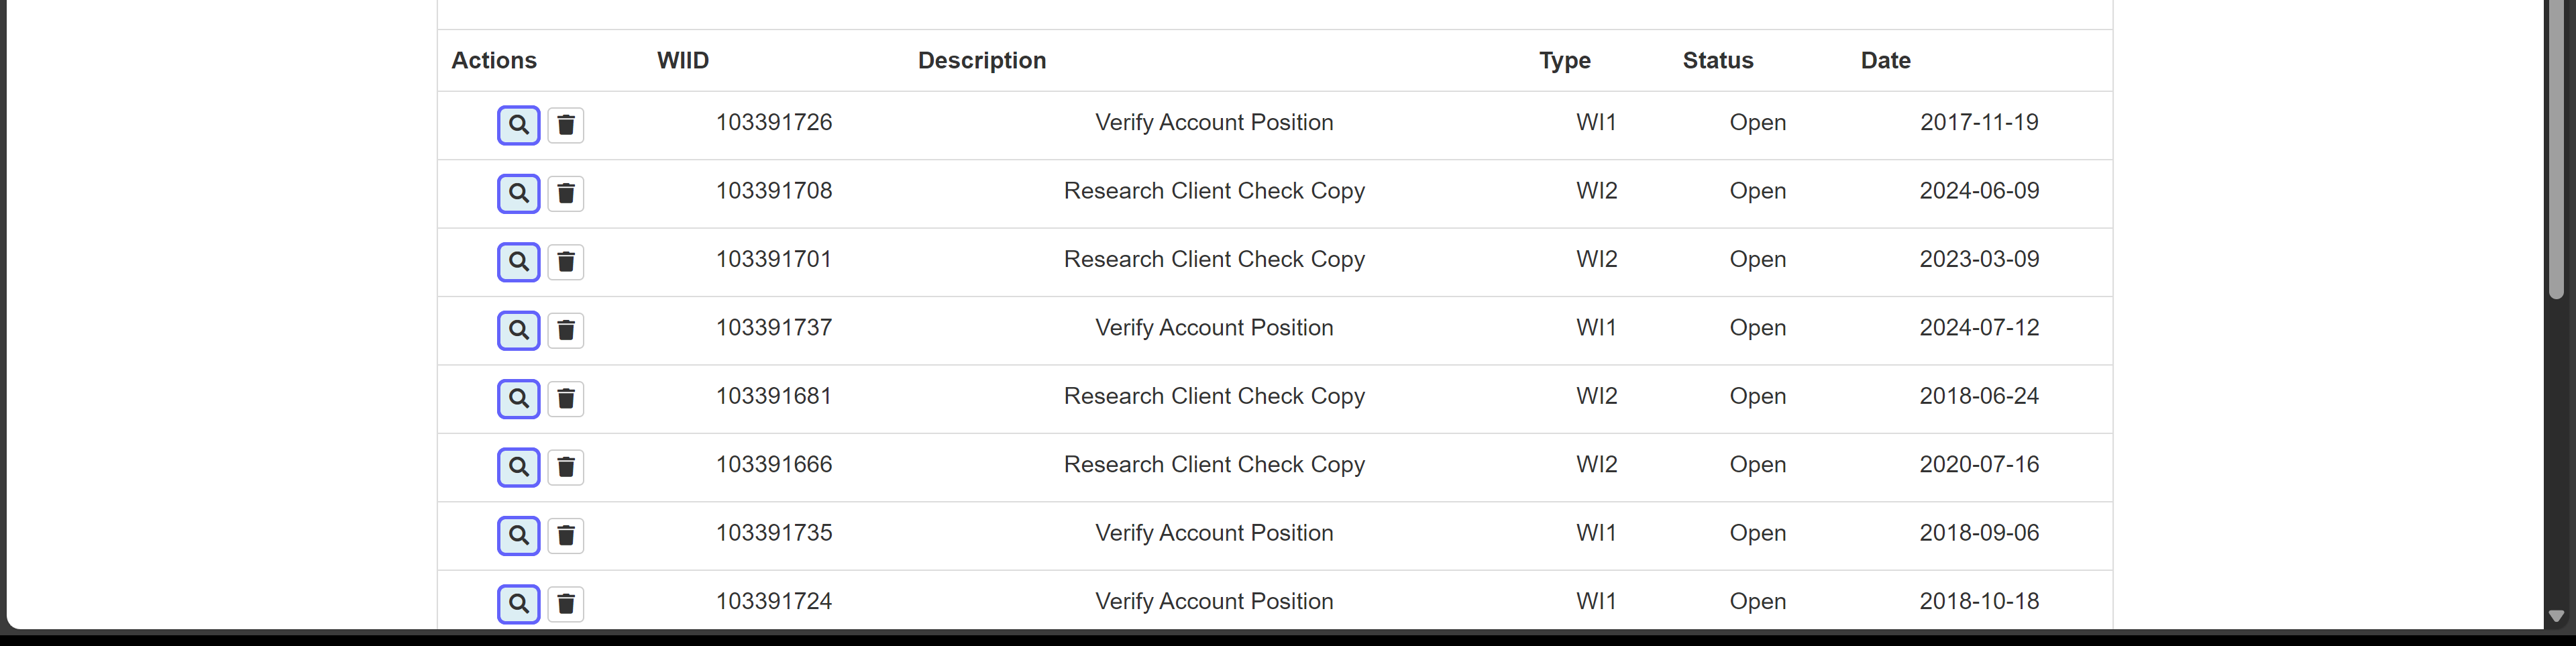 Actions WIID Description Type Status Date
103391726 Verify Account Position WI1 Open 2017-11-19
103391708 Research Client Check Copy WI2 Open 2024-06-09
103391701 Research Client Check Copy WI2 Open 2023-03-09
103391737 Verify Account Position WI1 Open 2024-07-12
103391681 Research Client Check Copy WI2 Open 2018-06-24
103391666 Research Client Check Copy WI2 Open 2020-07-16
103391735 Verify Account Position WI1 Open 2018-09-06
103391724 Verify Account Position WI1 Open 2018-10-18